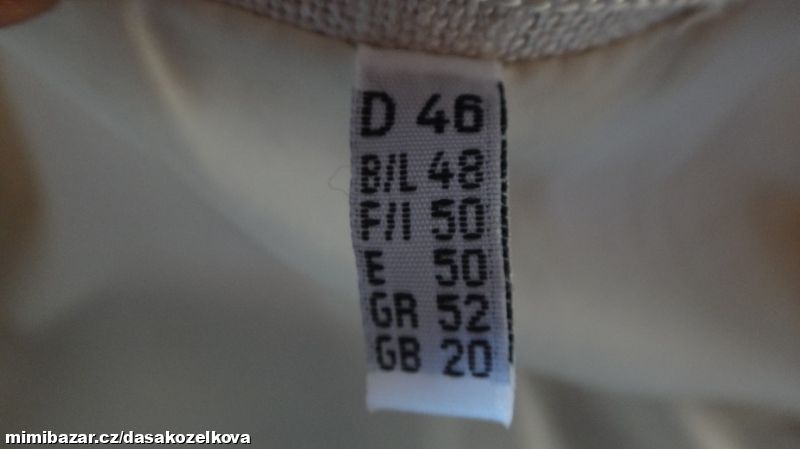 D 46
B/L 48
F/I 50
E 50
GR 52
GB 20
mimibazar.cz/dasakozelkova